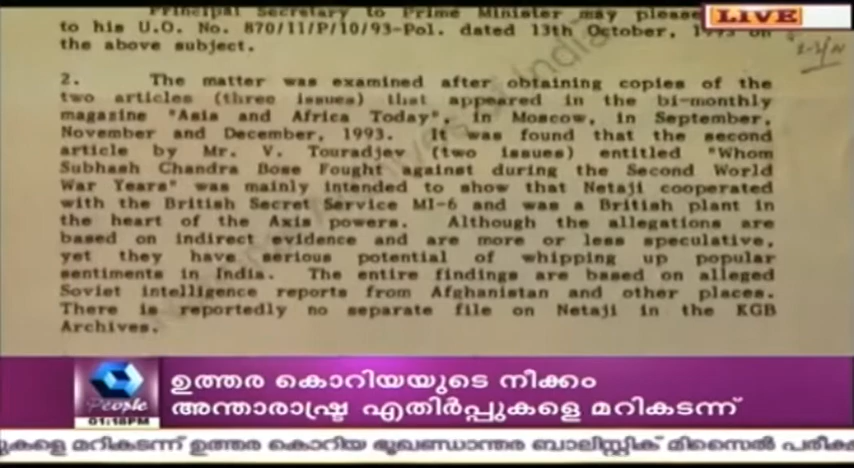 Principal Secretary to Prime Minister may please
to his U.O. No. 870/11/P/10/93-Pol. dated 13th October, 1993 on
the above subject.
LIVE
2. The matter was examined after obtaining copies of the
two articles (three issues) that appeared in the bi-monthly
magazine "Asia and Africa Today", in Moscow, in September,
November and December, 1993. It was found that the second
article by Mr. V. Touradjev (two issues) entitled "Whom
Subhash Chandra Bose Fought against during the Second World
War Years" was mainly intended to show that Netaji cooperated
with the British Secret Service MI-6 and was a British plant in
the heart of the Axis powers. Although the allegations are
based on indirect evidence and are more or less speculative,
yet they have serious potential of whipping up popular
sentiments in India. The entire findings are based on alleged
Soviet intelligence reports from Afghanistan and other places.
There is reportedly no separate file on Netaji in the KGB
Archives.
People
01:18PM
ഉത്തര കൊറിയയുടെ നീക്കം
അന്താരാഷ്ട്ര എതിർപ്പുകളെ മറികടന്ന്
കളെ മറികടന്ന് ഉത്തര കൊറിയ ഭൂഖണ്ഡാന്തര ബാലിസ്റ്റിക് മിസൈൽ